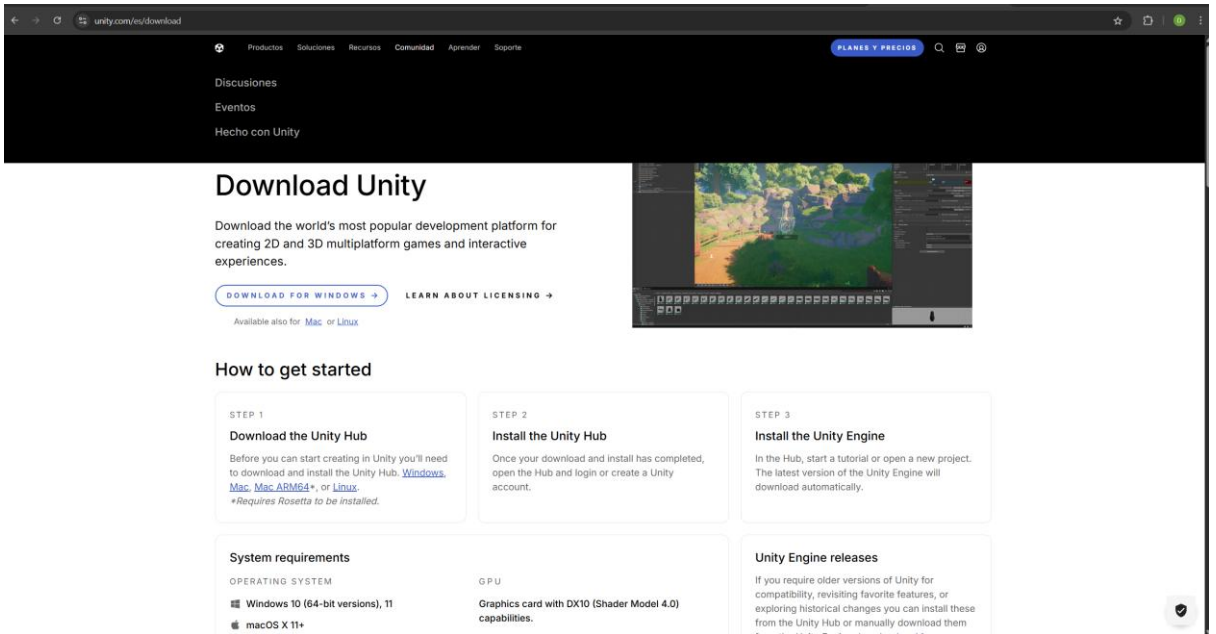 unity.com/es/download
Productos Soluciones Recursos Comunidad Aprender Soporte PLANES Y PRECIOS
Discusiones
Eventos
Hecho con Unity
Download Unity
Download the world's most popular development platform for
creating 2D and 3D multiplatform games and interactive
experiences.
DOWNLOAD FOR WINDOWS → LEARN ABOUT LICENSING →
Available also for Mac or Linux
How to get started
STEP 1
Download the Unity Hub
Before you can start creating in Unity you'll need
to download and install the Unity Hub. Windows,
Mac, Mac ARM64*, or Linux.
*Requires Rosetta to be installed.
STEP 2
Install the Unity Hub
Once your download and install has completed,
open the Hub and login or create a Unity
account.
STEP 3
Install the Unity Engine
In the Hub, start a tutorial or open a new project.
The latest version of the Unity Engine will
download automatically.
System requirements
OPERATING SYSTEM
Windows 10 (64-bit versions), 11
macOS X 11+
GPU
Graphics card with DX10 (Shader Model 4.0)
capabilities.
Unity Engine releases
If you require older versions of Unity for
compatibility, revisiting favorite features, or
exploring historical changes you can install these
from the Unity Hub or manually download them